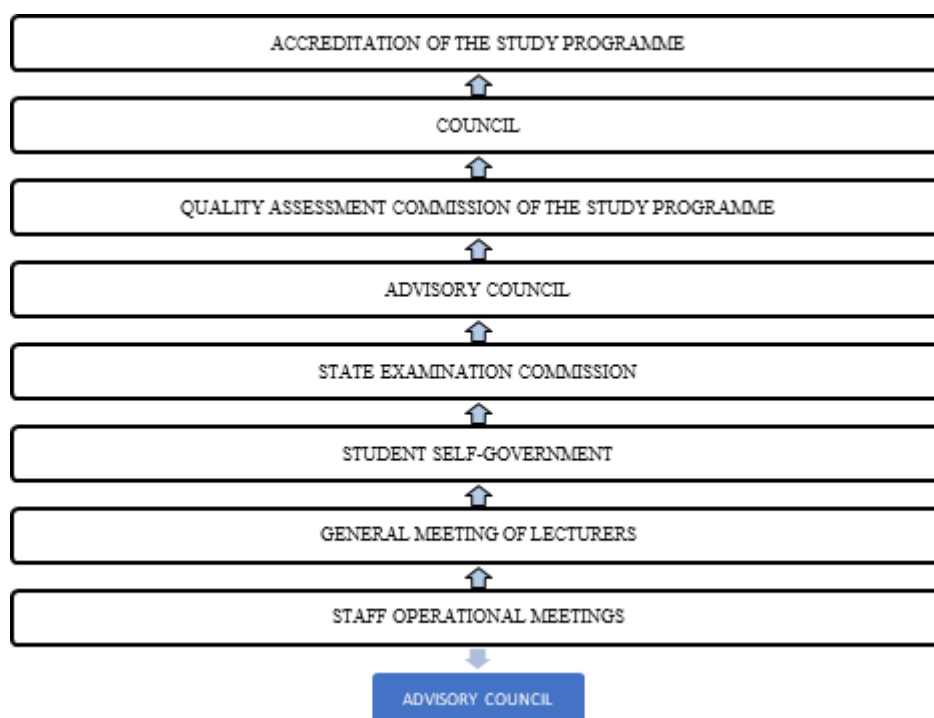 ACCREDITATION OF THE STUDY PROGRAMME
COUNCIL
QUALITY ASSESSMENT COMMISSION OF THE STUDY PROGRAMME
ADVISORY COUNCIL
STATE EXAMINATION COMMISSION
STUDENT SELF-GOVERNMENT
GENERAL MEETING OF LECTURERS
STAFF OPERATIONAL MEETINGS
ADVISORY COUNCIL